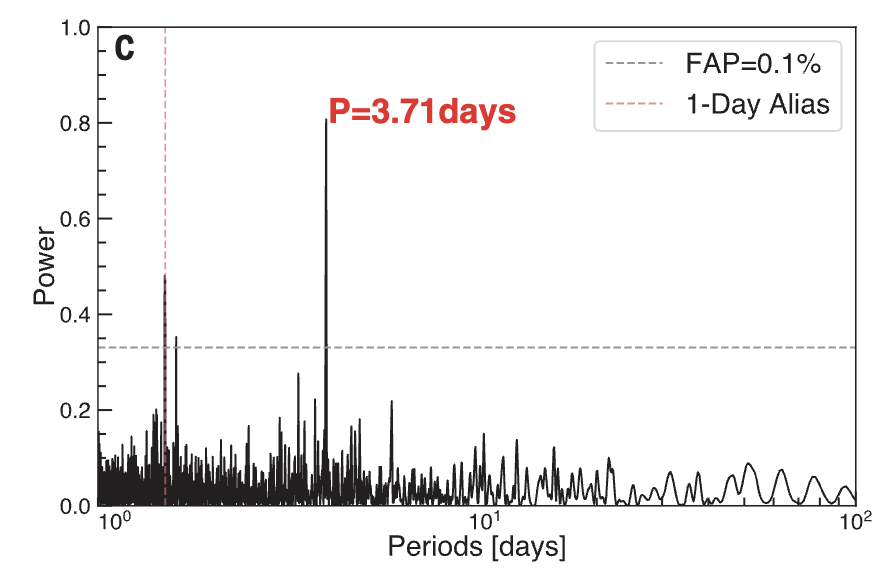 C
P=3.71days
FAP=0.1%
1-Day Alias
Power
1.0
0.8
0.6
0.4
0.2
0.0
10⁰
10¹
10²
Periods [days]